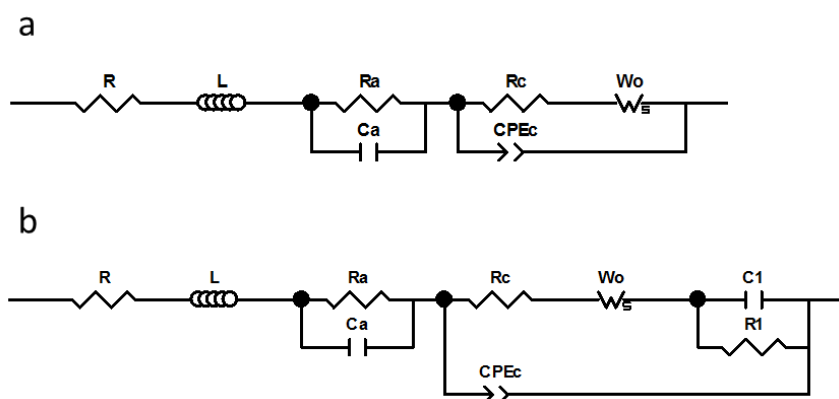 a
R L Ra Rc Wo
Ca CPEc
s
b
R L Ra Rc Wo C1
s
Ca R1
CPEc